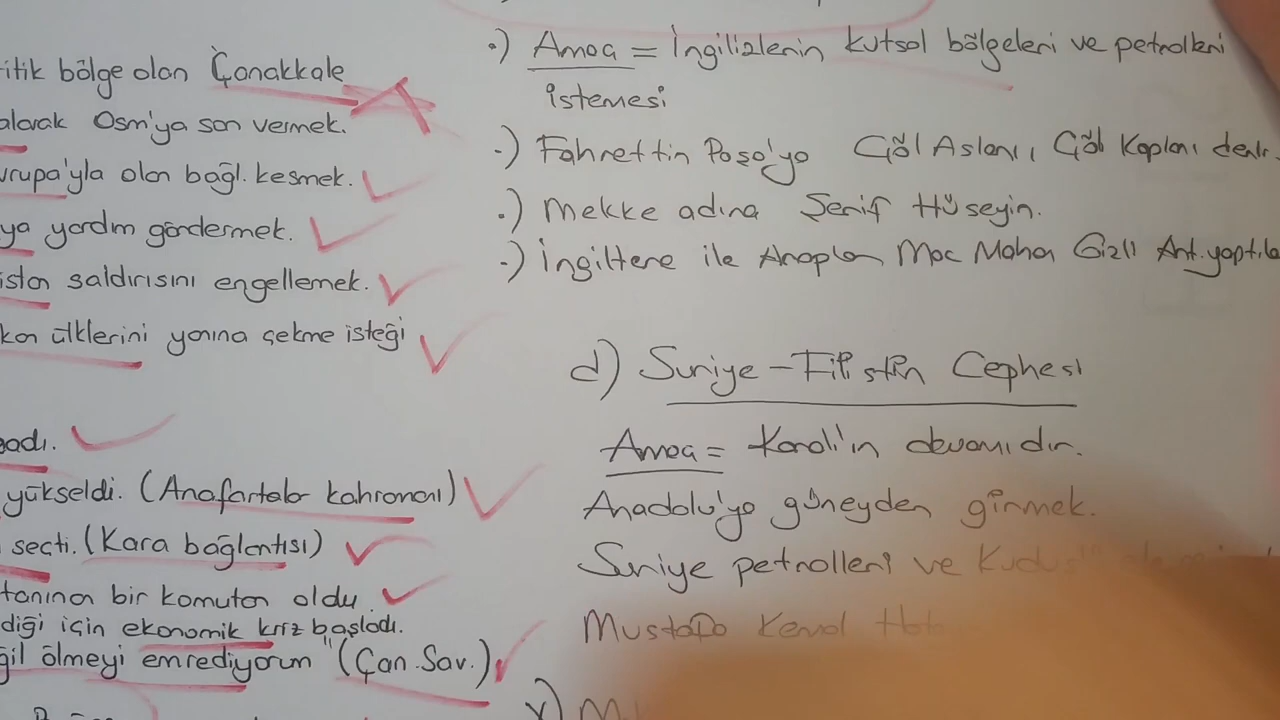 itik bölge olan Çanakkale
alarak Osm'ya son vermek.
vrupa'yla olan bağl. kesmek.
ya yardım göndermek.
istan saldırısını engellemek.
kan ülklerini yanına çekme isteği
adı.
yükseldi. (Anafartalar kahramanı)
seçti. (Kara bağlantısı)
tanınan bir komutan oldu.
diği için ekonomik kriz başladı.
ğil ölmeyi emrediyorum" (Çan. Sav.)
•) Amaç = İngilizlerin kutsal bölgeleri ve petrolleri
istemesi
•) Fahrettin Paşa'ya Çöl Aslanı, Çöl Kaplanı denir.
•) Mekke adına Şerif Hüseyin.
•) İngiltere ile Araplar Mac Mahon Gizli Ant. yaptıla
d) Suriye - Filistin Cephesi
Amaç = Kanal'ın devamıdır.
Anadolu'ya güneyden girmek.
Suriye petrolleri ve
Mustafa Kemal